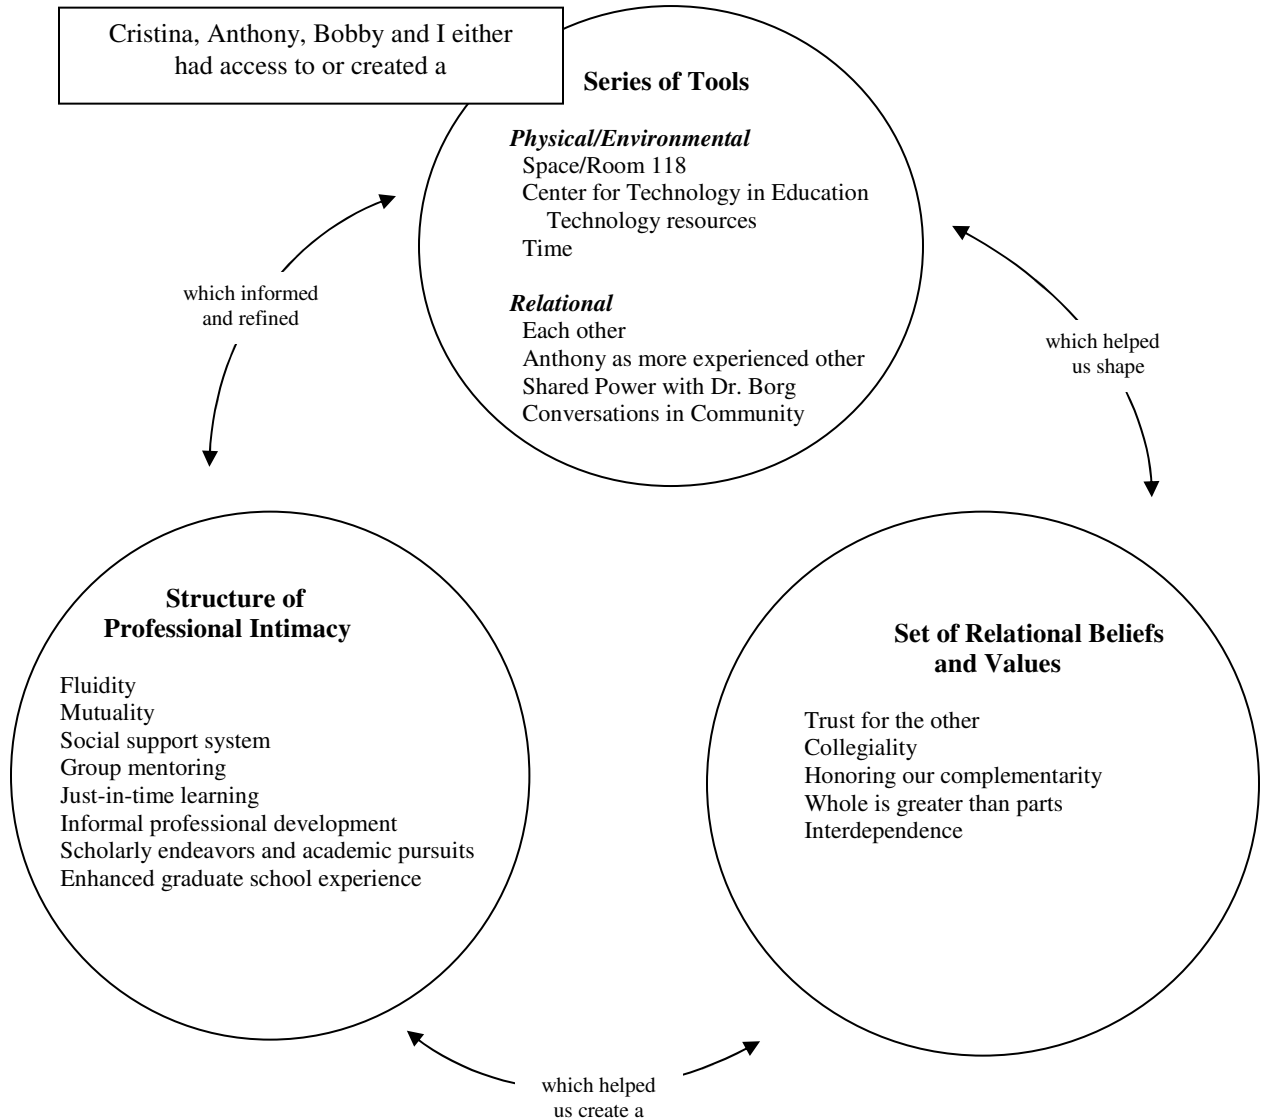 Cristina, Anthony, Bobby and I either
had access to or created a
Series of Tools
Physical/Environmental
Space/Room 118
Center for Technology in Education
Technology resources
Time
Relational
Each other
Anthony as more experienced other
Shared Power with Dr. Borg
Conversations in Community
which informed
and refined
which helped
us shape
Structure of
Professional Intimacy
Fluidity
Mutuality
Social support system
Group mentoring
Just-in-time learning
Informal professional development
Scholarly endeavors and academic pursuits
Enhanced graduate school experience
Set of Relational Beliefs
and Values
Trust for the other
Collegiality
Honoring our complementarity
Whole is greater than parts
Interdependence
which helped
us create a